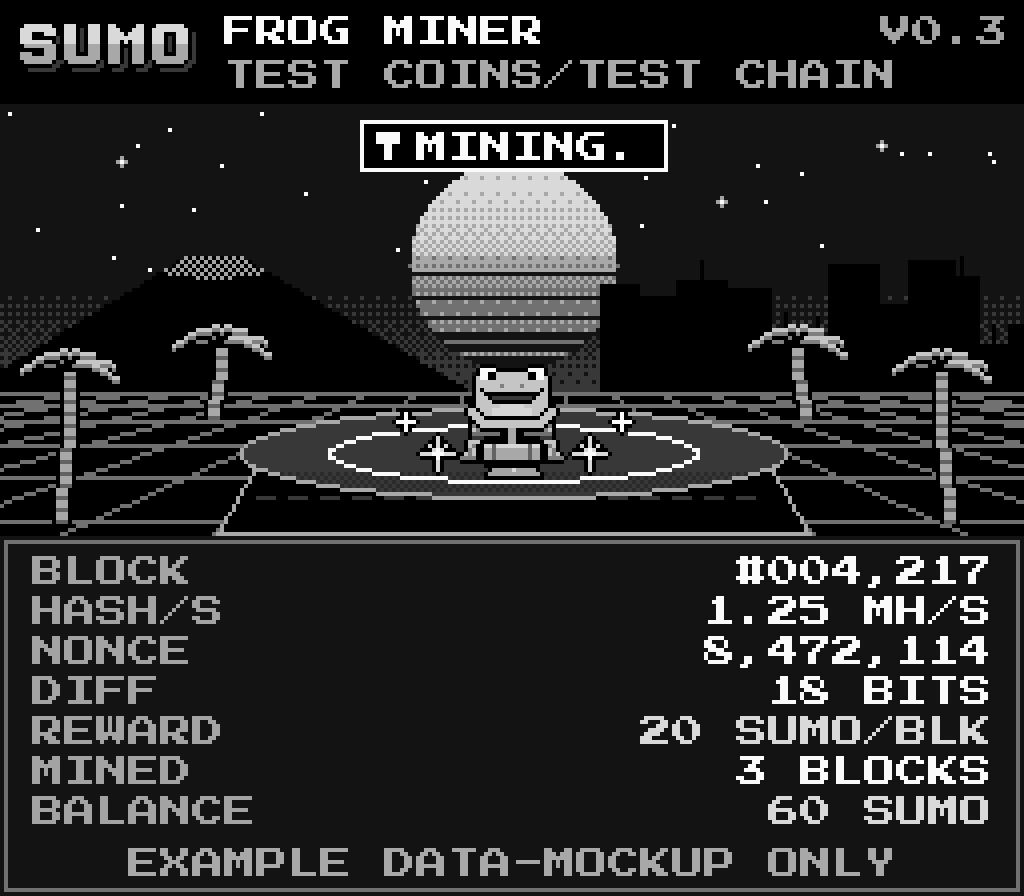 SUMO
FROG MINER
V0.3
TEST COINS/TEST CHAIN
MINING.
BLOCK #004,217
HASH/S 1.25 MH/S
NONCE 8,472,114
DIFF 18 BITS
REWARD 20 SUMO/BLK
MINED 3 BLOCKS
BALANCE 60 SUMO
EXAMPLE DATA-MOCKUP ONLY